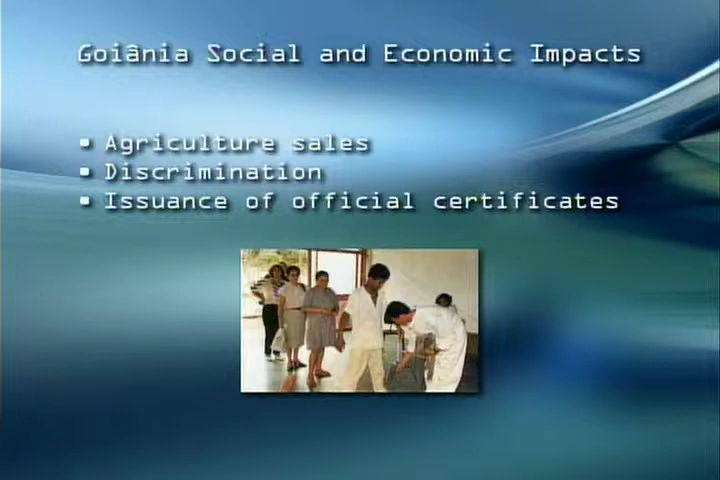 Goiânia Social and Economic Impacts
▪ Agriculture sales
▪ Discrimination
▪ Issuance of official certificates